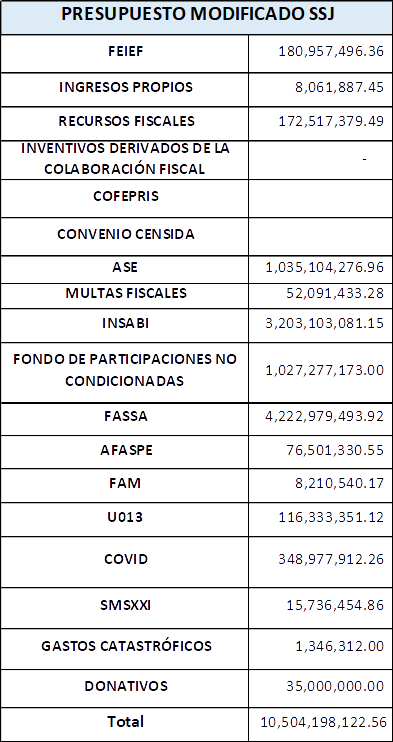 PRESUPUESTO MODIFICADO SSJ
FEIEF 180,957,496.36
INGRESOS PROPIOS 8,061,887.45
RECURSOS FISCALES 172,517,379.49
INVENTIVOS DERIVADOS DE LA
COLABORACIÓN FISCAL -
COFEPRIS
CONVENIO CENSIDA
ASE 1,035,104,276.96
MULTAS FISCALES 52,091,433.28
INSABI 3,203,103,081.15
FONDO DE PARTICIPACIONES NO
CONDICIONADAS 1,027,277,173.00
FASSA 4,222,979,493.92
AFASPE 76,501,330.55
FAM 8,210,540.17
U013 116,333,351.12
COVID 348,977,912.26
SMSXXI 15,736,454.86
GASTOS CATASTRÓFICOS 1,346,312.00
DONATIVOS 35,000,000.00
Total 10,504,198,122.56